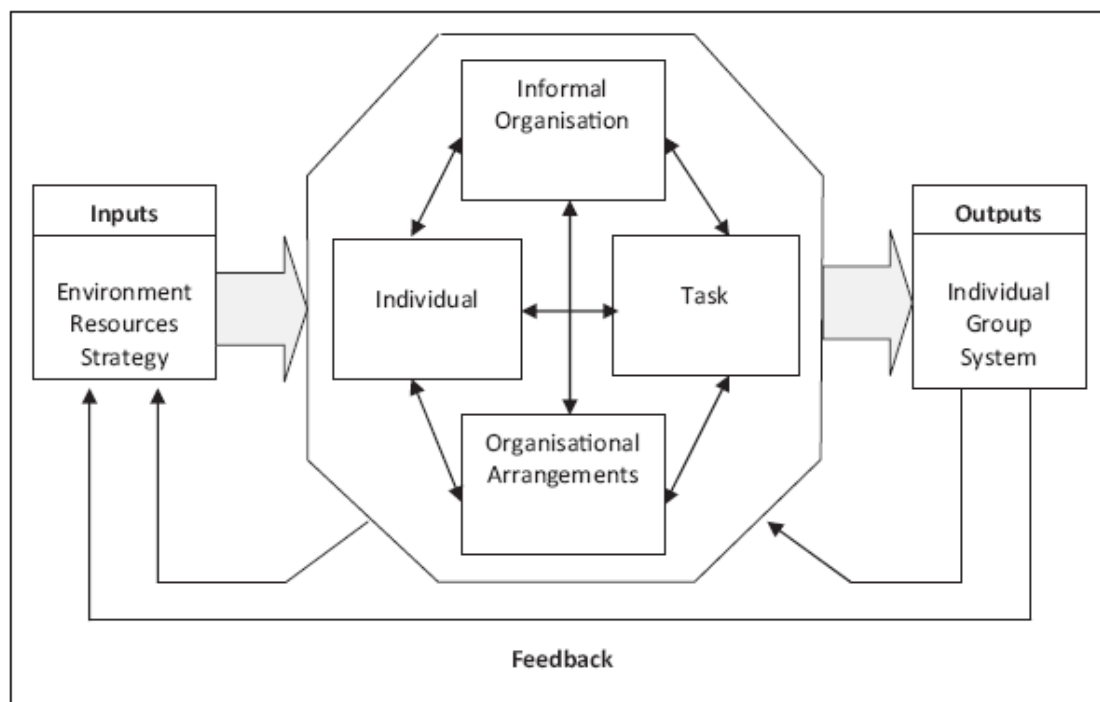 Informal
Organisation
Inputs
Environment
Resources
Strategy
Individual
Task
Outputs
Individual
Group
System
Organisational
Arrangements
Feedback